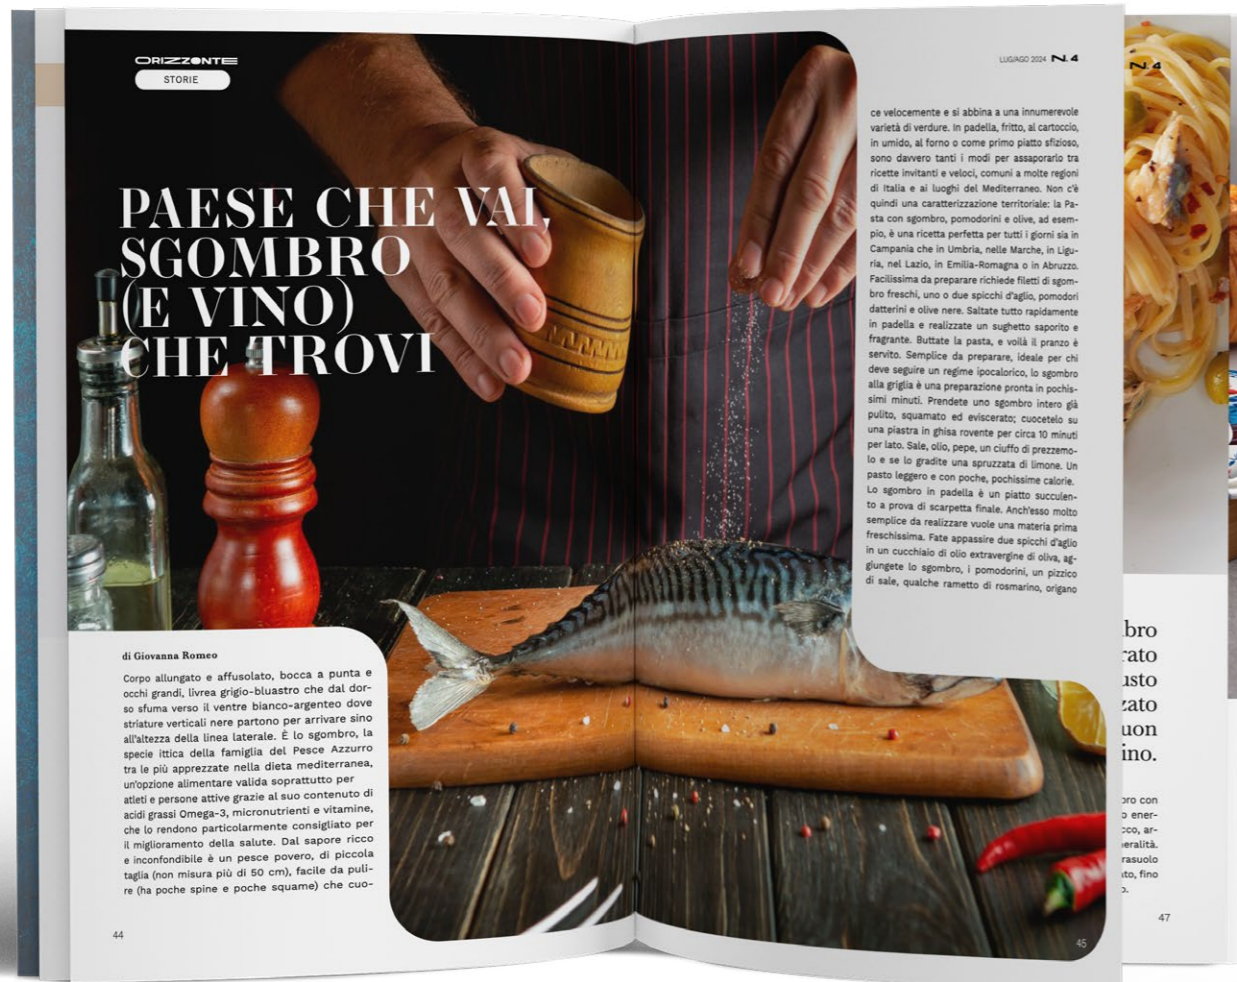 ORIZZONTE
STORIE
PAESE CHE VAI,
SGOMBRO
(E VINO)
CHE TROVI
di Giovanna Romeo
Corpo allungato e affusolato, bocca a punta e
occhi grandi, livrea grigio-bluastro che dal dor-
so sfuma verso il ventre bianco-argenteo dove
striature verticali nere partono per arrivare sino
all'altezza della linea laterale. È lo sgombro, la
specie ittica della famiglia del Pesce Azzurro
tra le più apprezzate nella dieta mediterranea,
un'opzione alimentare valida soprattutto per
atleti e persone attive grazie al suo contenuto di
acidi grassi Omega-3, micronutrienti e vitamine,
che lo rendono particolarmente consigliato per
il miglioramento della salute. Dal sapore ricco
e inconfondibile è un pesce povero, di piccola
taglia (non misura più di 50 cm), facile da puli-
re (ha poche spine e poche squame) che cuo-
44
LUG/AGO 2024 N. 4
ce velocemente e si abbina a una innumerevole
varietà di verdure. In padella, fritto, al cartoccio,
in umido, al forno o come primo piatto sfizioso,
sono davvero tanti i modi per assaporarlo tra
ricette invitanti e veloci, comuni a molte regioni
di Italia e ai luoghi del Mediterraneo. Non c'è
quindi una caratterizzazione territoriale: la Pa-
sta con sgombro, pomodorini e olive, ad esem-
pio, è una ricetta perfetta per tutti i giorni sia in
Campania che in Umbria, nelle Marche, in Ligu-
ria, nel Lazio, in Emilia-Romagna o in Abruzzo.
Facilissima da preparare richiede filetti di sgom-
bro freschi, uno o due spicchi d'aglio, pomodori
datterini e olive nere. Saltate tutto rapidamente
in padella e realizzate un sughetto saporito e
fragrante. Buttate la pasta, e voilà il pranzo è
servito. Semplice da preparare, ideale per chi
deve seguire un regime ipocalorico, lo sgombro
alla griglia è una preparazione pronta in pochis-
simi minuti. Prendete uno sgombro intero già
pulito, squamato ed eviscerato; cuocetelo su
una piastra in ghisa rovente per circa 10 minuti
per lato. Sale, olio, pepe, un ciuffo di prezzemo-
lo e se lo gradite una spruzzata di limone. Un
pasto leggero e con poche, pochissime calorie.
Lo sgombro in padella è un piatto succulen-
to a prova di scarpetta finale. Anch'esso molto
semplice da realizzare vuole una materia prima
freschissima. Fate appassire due spicchi d'aglio
in un cucchiaio di olio extravergine di oliva, ag-
giungete lo sgombro, i pomodorini, un pizzico
di sale, qualche rametto di rosmarino, origano
45
N. 4
bro
rato
usto
zato
uon
ino.
bro con
o ener-
cco, ar-
neralità.
rasuolo
ato, fino
o.
47